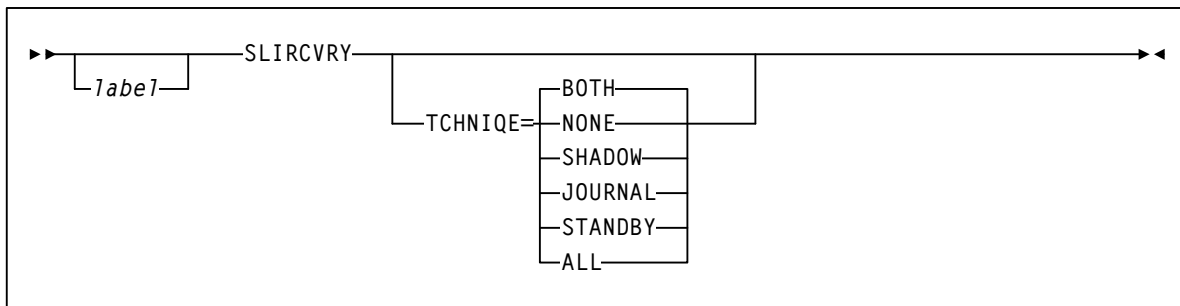 SLIRCVRY
label
BOTH
TCHNIQE= NONE
SHADOW
JOURNAL
STANDBY
ALL